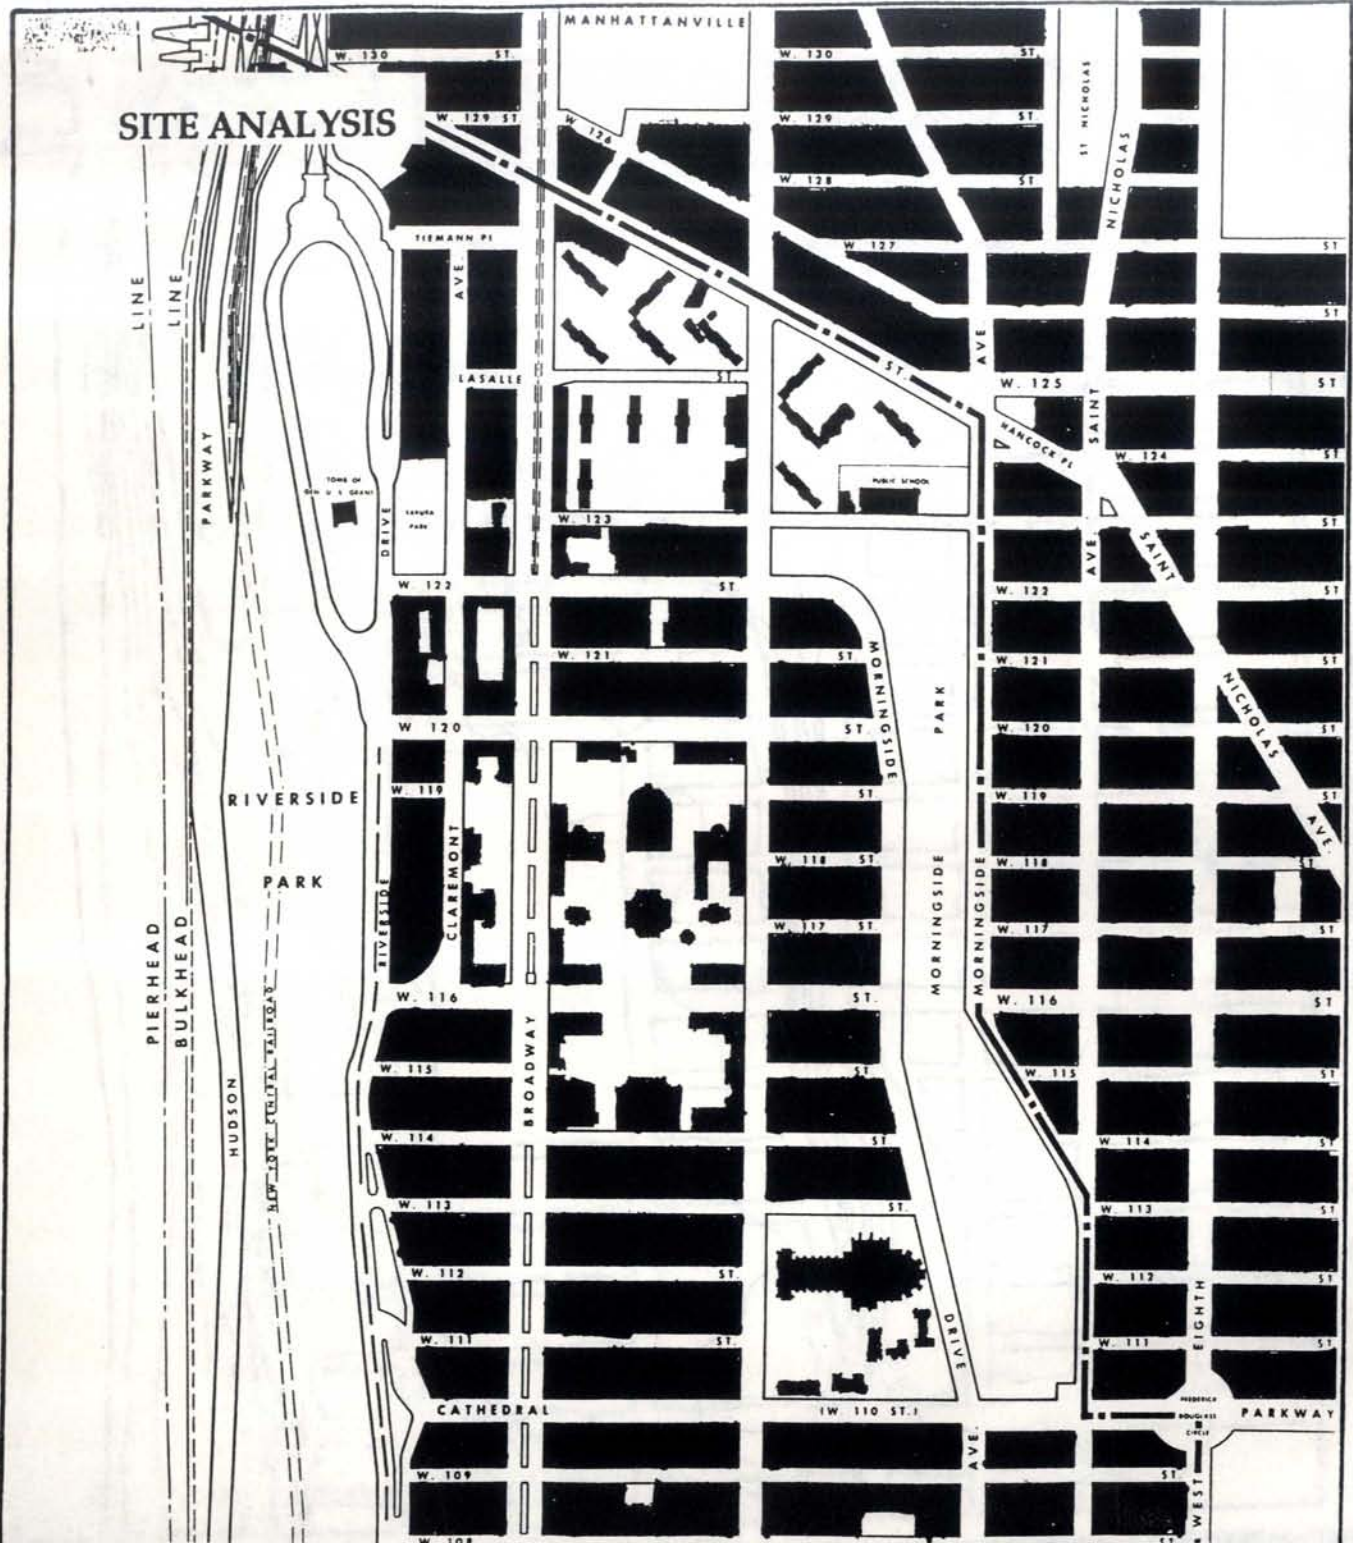 MANHATTANVILLE
W. 130 ST.
W. 130 ST.
SITE ANALYSIS
W. 129 ST
W. 126
W. 129 ST.
ST NICHOLAS
NICHOLAS
W. 128 ST
TIEMANN Pl
W. 127 ST
AVE.
LINE
LINE
ST
AVE.
ST.
LASALLE ST.
W. 125 ST
SAINT
HANCOCK PL
W. 124 ST
PARKWAY
TOMB OF
GEN U S GRANT
SAKURA
PARK
DRIVE
PUBLIC SCHOOL
W. 123 ST
AVE.
SAINT
W. 122 ST.
W. 122 ST
W. 121 ST
MORNINGSIDE
PARK
W. 121 ST
NICHOLAS
W. 120 ST.
W. 120 ST
W. 119 ST.
W. 119 ST
AVE.
RIVERSIDE
PARK
CLAREMONT
W. 118 ST.
W. 118 ST.
RIVERSIDE
MORNINGSIDE
MORNINGSIDE
W. 117 ST.
W. 117 ST
PIERHEAD
BULKHEAD
W. 116 ST.
W. 116 ST
NEW YORK CENTRAL RAILROAD
BROADWAY
W. 115 ST.
W. 115 ST
HUDSON
W. 114 ST
W. 114 ST
W. 113 ST.
W. 113 ST
W. 112 ST.
W. 112 ST
EIGHTH
W. 111 ST.
W. 111 ST
DRIVE
CATHEDRAL (W. 110 ST.) PARKWAY
FREDERICK
DOUGLASS
CIRCLE
AVE.
W. 109 ST.
WEST
W. 108 ST.